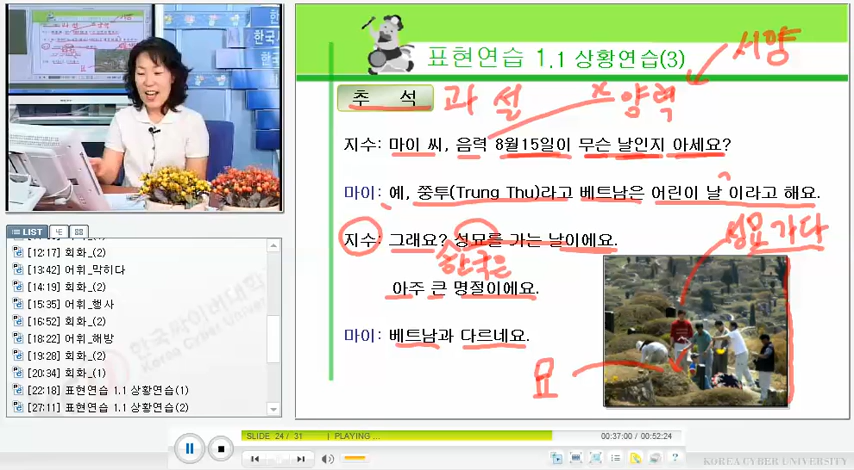 표현연습 1.1 상황연습(3)
서양
추 석 과 설 x 양력
지수: 마이 씨, 음력 8월15일이 무슨 날인지 아세요?
마이: 예, 쭝투(Trung Thu)라고 베트남은 어린이 날 이라고 해요.
지수: 그래요? 성묘를 가는 날이에요.
한국은
성묘 가다
아주 큰 명절이에요.
마이: 베트남과 다르네요.
묘
LIST
[12:17] 회화_(2)
[13:42] 어휘_막히다
[14:19] 회화_(2)
[15:35] 어휘_행사
[16:52] 회화_(2)
[18:22] 어휘_해방
[19:28] 회화_(2)
[20:34] 회화_(1)
[22:18] 표현연습 1.1 상황연습(1)
[27:11] 표현연습 1.1 상황연습(2)
한국싸이버대학
Korea Cyber Univer
SLIDE 24 / 31 PLAYING ...
00:37:00 / 00:52:24
KOREA CYBER UNIVERSITY